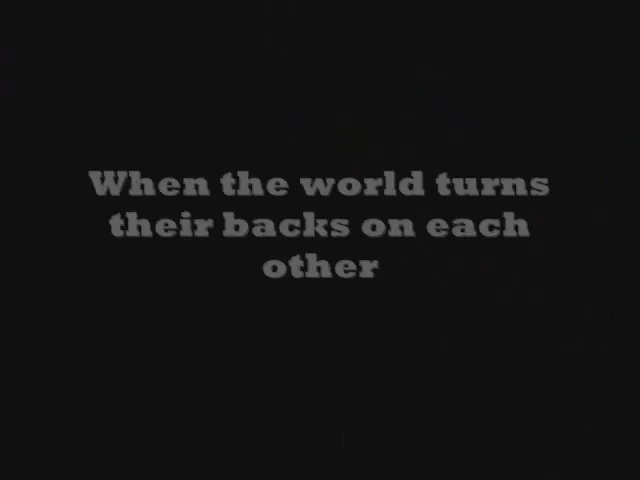 When the world turns
their backs on each
other